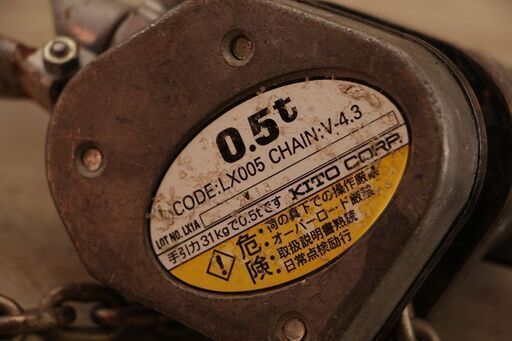 0.5t
CODE:LX005 CHAIN:V-4.3
LOT NO. LX1A
KITO CORP.
手引力31kgで0.5tです
危険
:荷の真下での操作厳禁
:オーバーロード厳禁
:取扱説明書熟読
:日常点検励行